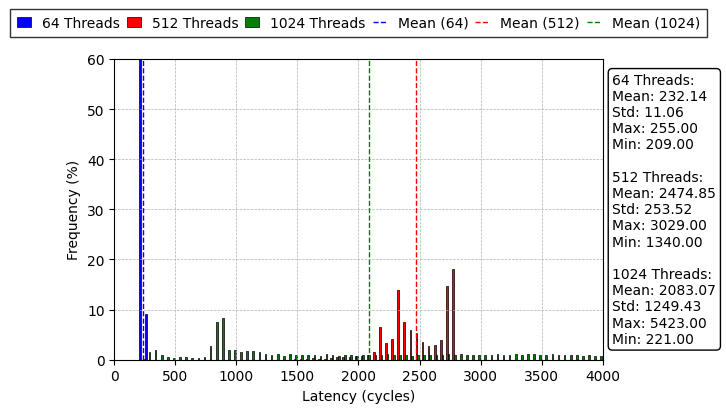 64 Threads 512 Threads 1024 Threads Mean (64) Mean (512) Mean (1024)
60
50
40
30
20
10
0
Frequency (%)
0 500 1000 1500 2000 2500 3000 3500 4000
Latency (cycles)
64 Threads:
Mean: 232.14
Std: 11.06
Max: 255.00
Min: 209.00
512 Threads:
Mean: 2474.85
Std: 253.52
Max: 3029.00
Min: 1340.00
1024 Threads:
Mean: 2083.07
Std: 1249.43
Max: 5423.00
Min: 221.00